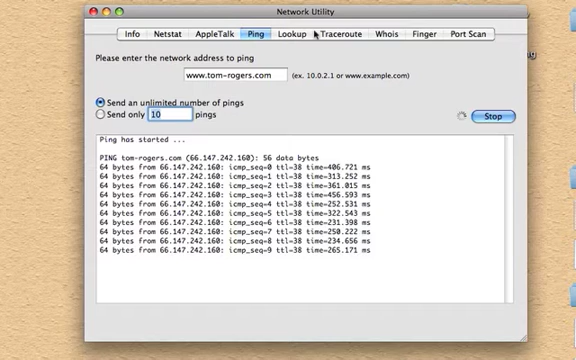 Network Utility
Info Netstat AppleTalk Ping Lookup Traceroute Whois Finger Port Scan
Please enter the network address to ping
www.tom-rogers.com (ex. 10.0.2.1 or www.example.com)
Send an unlimited number of pings
Send only 10 pings
Stop
Ping has started ...
PING tom-rogers.com (66.147.242.160): 56 data bytes
64 bytes from 66.147.242.160: icmp_seq=0 ttl=38 time=406.721 ms
64 bytes from 66.147.242.160: icmp_seq=1 ttl=38 time=313.252 ms
64 bytes from 66.147.242.160: icmp_seq=2 ttl=38 time=361.015 ms
64 bytes from 66.147.242.160: icmp_seq=3 ttl=38 time=456.593 ms
64 bytes from 66.147.242.160: icmp_seq=4 ttl=38 time=252.531 ms
64 bytes from 66.147.242.160: icmp_seq=5 ttl=38 time=322.543 ms
64 bytes from 66.147.242.160: icmp_seq=6 ttl=38 time=231.398 ms
64 bytes from 66.147.242.160: icmp_seq=7 ttl=38 time=250.222 ms
64 bytes from 66.147.242.160: icmp_seq=8 ttl=38 time=234.656 ms
64 bytes from 66.147.242.160: icmp_seq=9 ttl=38 time=265.171 ms